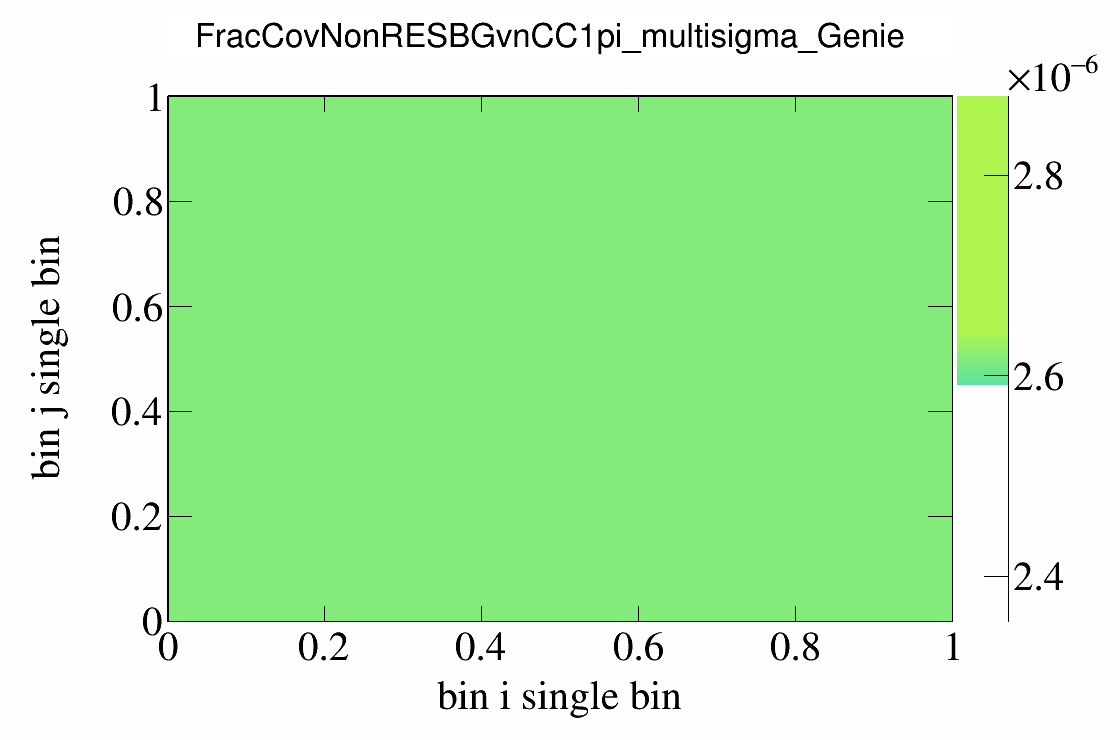 FracCovNonRESBGvnCC1pi_multisigma_Genie
×10⁻⁶
1
0.8
0.6
0.4
0.2
0
bin j single bin
2.8
2.6
2.4
0 0.2 0.4 0.6 0.8 1
bin i single bin